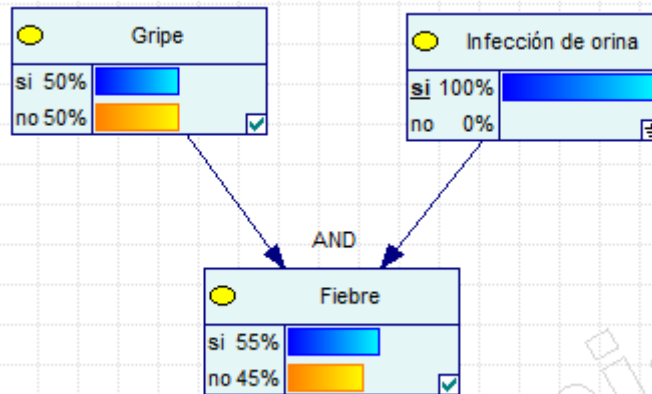 Gripe
si 50%
no 50%
Infección de orina
si 100%
no 0%
AND
Fiebre
si 55%
no 45%